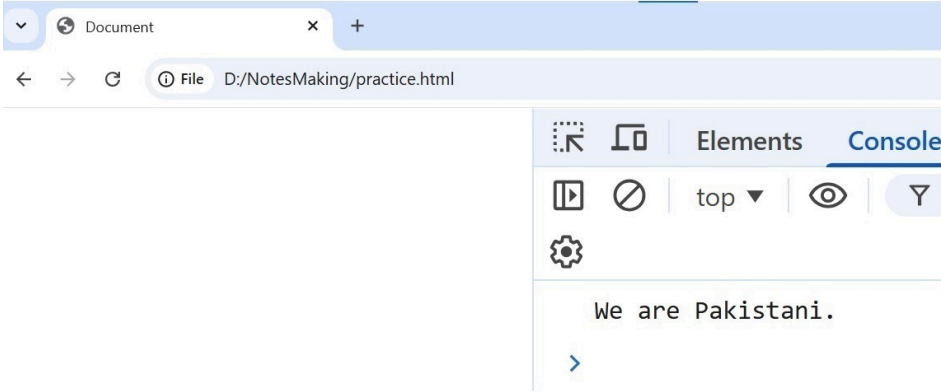 Document
File D:/NotesMaking/practice.html
Elements Console
top
We are Pakistani.